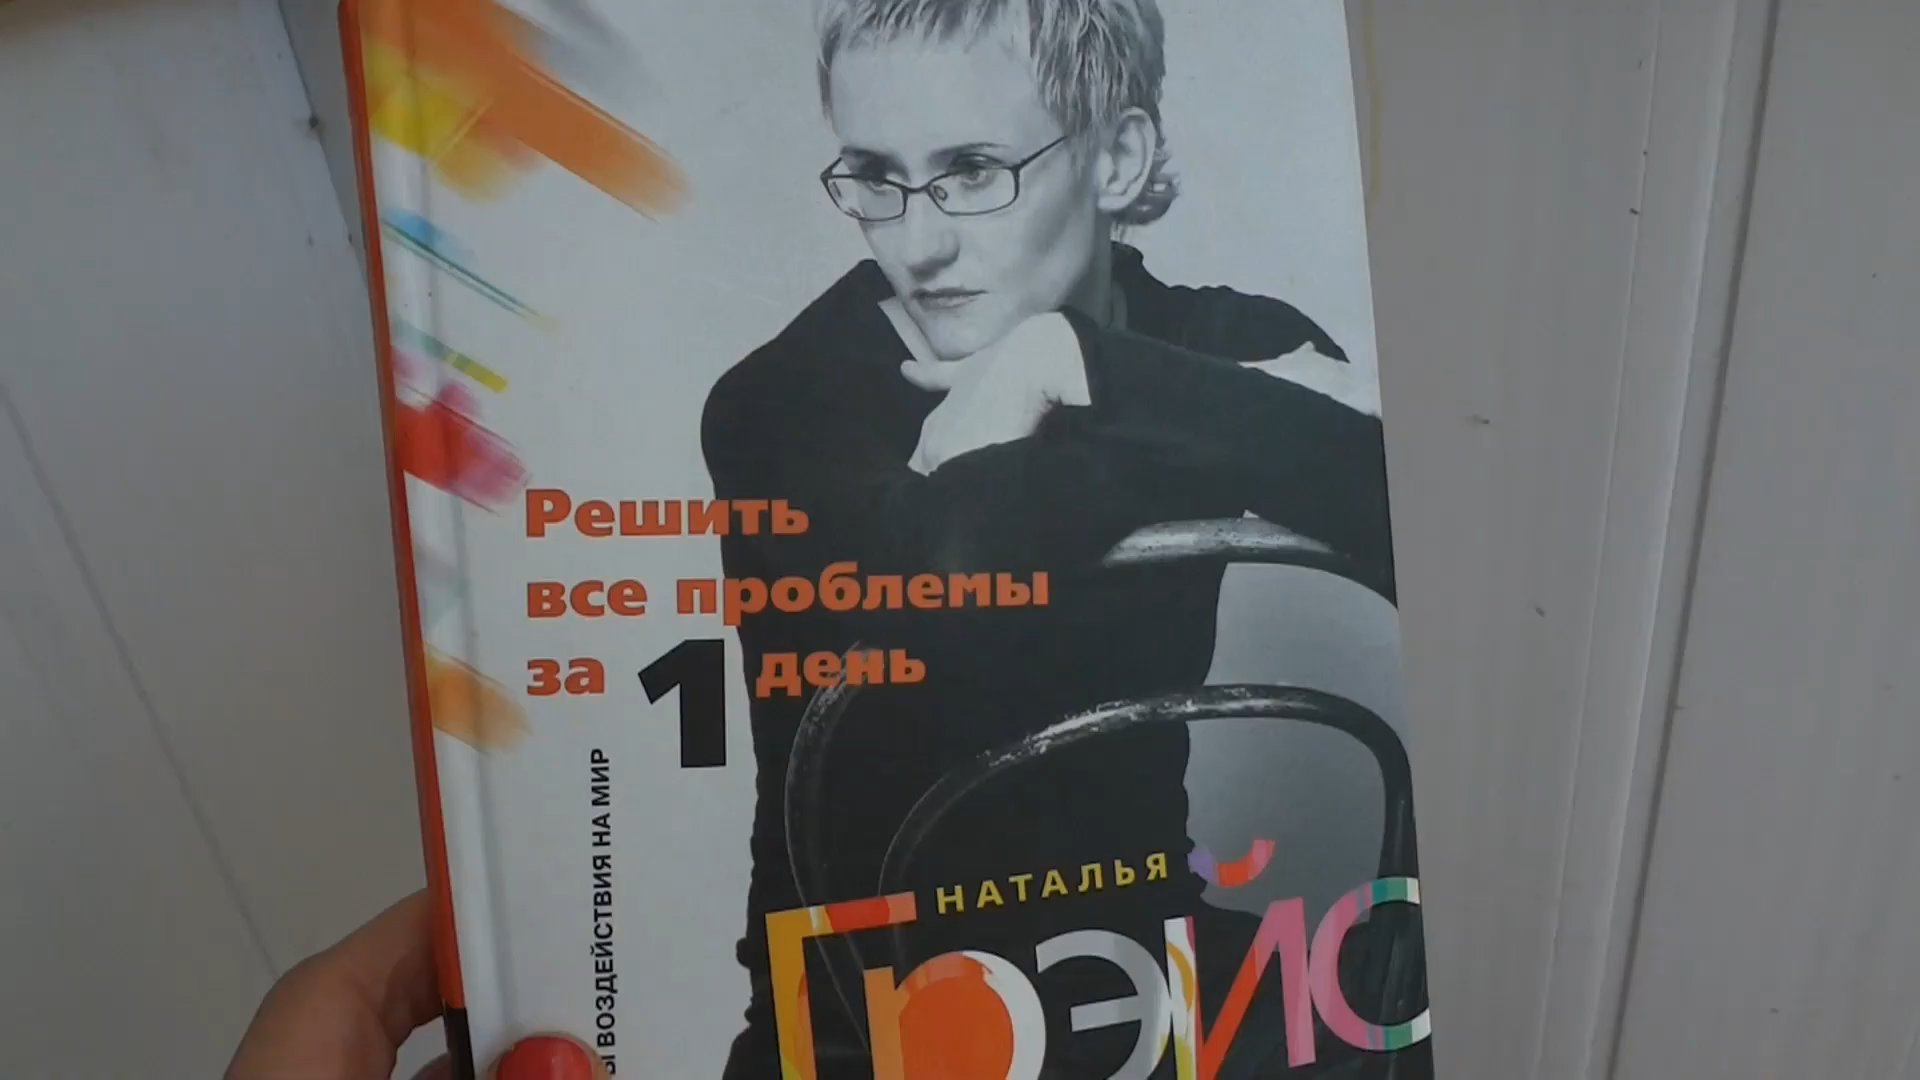 Решить
все проблемы
за 1 день
ВОЗДЕЙСТВИЯ НА МИР
НАТАЛЬЯ
Грэйс